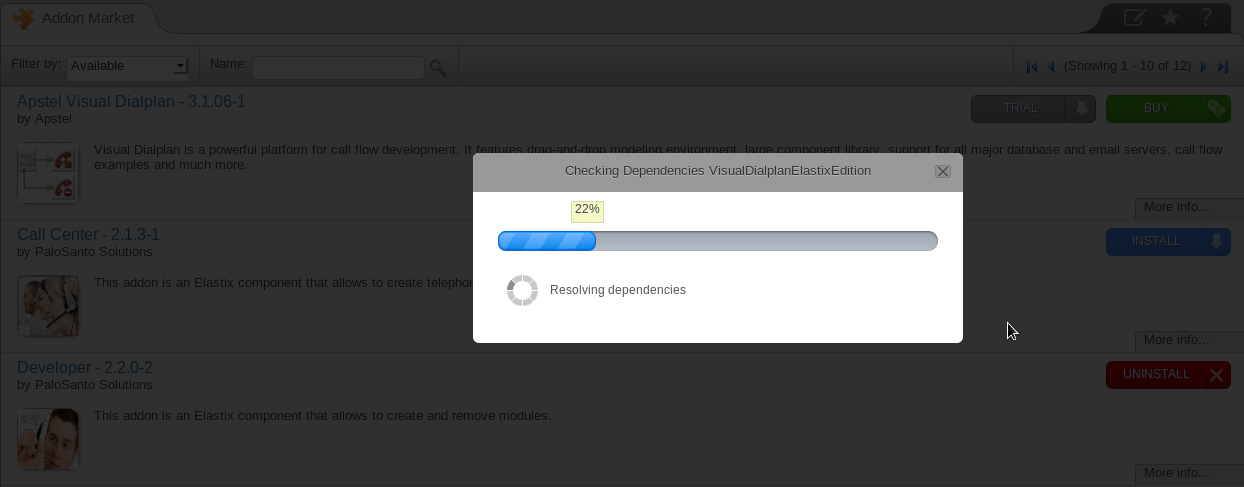 Addon Market
?
Filter by: Available Name: (Showing 1 - 10 of 12)
Apstel Visual Dialplan - 3.1.06-1
by Apstel
TRIAL BUY
Visual Dialplan is a powerful platform for call flow development. It features drag-and-drop modeling environment, large component library, support for all major database and email servers, call flow
examples and much more.
More info...
Checking Dependencies VisualDialplanElastixEdition
22%
Resolving dependencies
Call Center - 2.1.3-1
by PaloSanto Solutions
INSTALL
This addon is an Elastix component that allows to create
More info...
Developer - 2.2.0-2
by PaloSanto Solutions
UNINSTALL
This addon is an Elastix component that allows to create and remove modules.
More info...